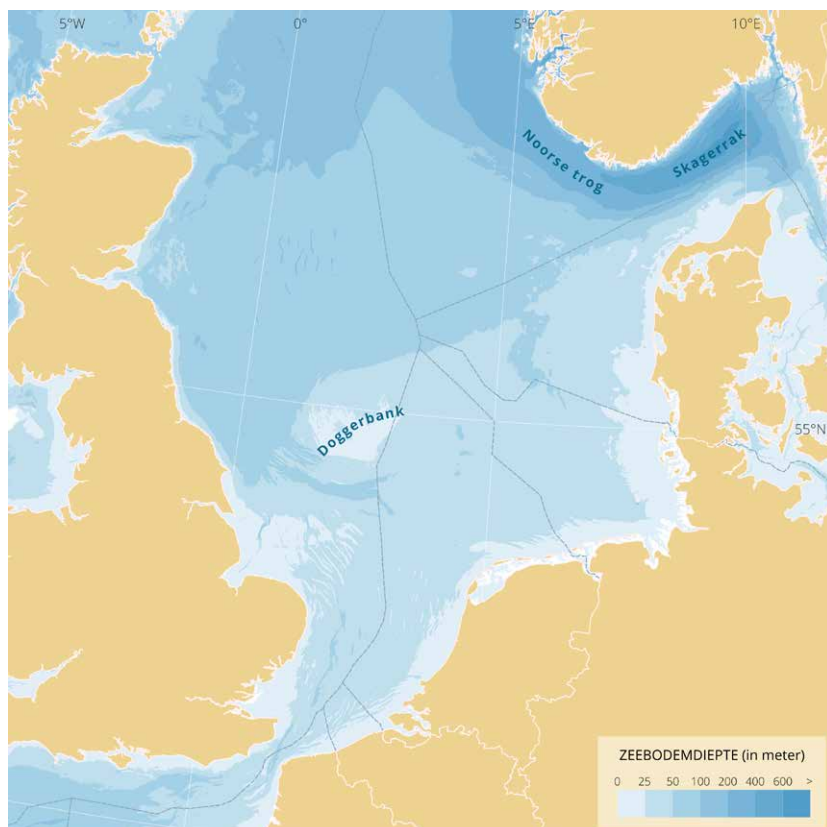 5°W 0° 5°E 10°E
Noorse trog
Skagerrak
Doggerbank
55°N
ZEEBODEMDIEPTE (in meter)
0 25 50 100 200 400 600 >